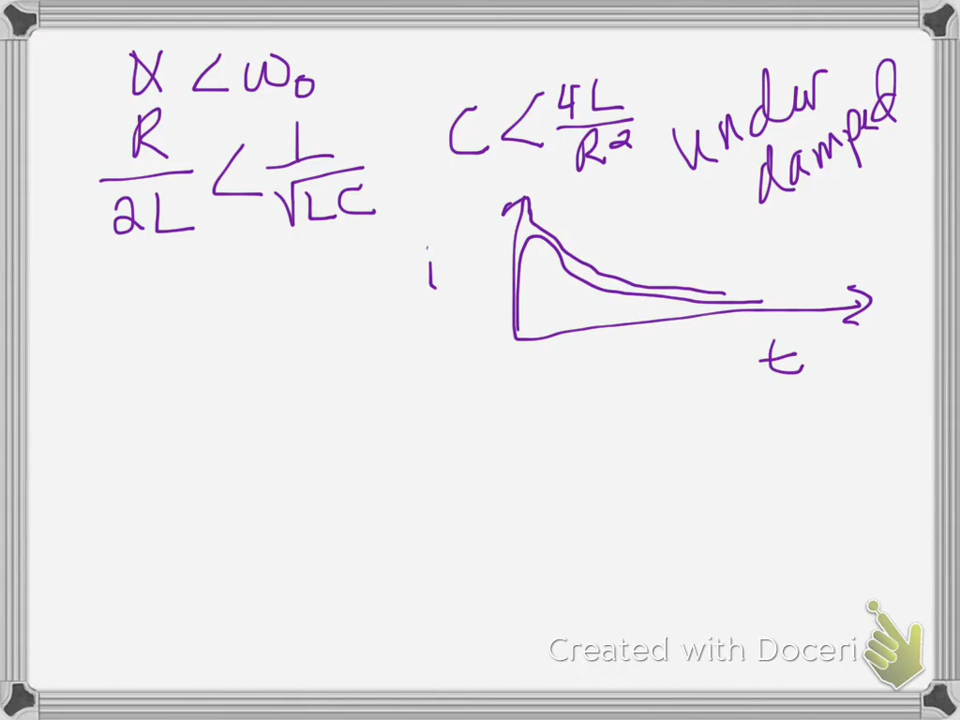 α < ω₀
R/2L < 1/√LC
C < 4L/R²
under
damped
i
t
Created with Doceri